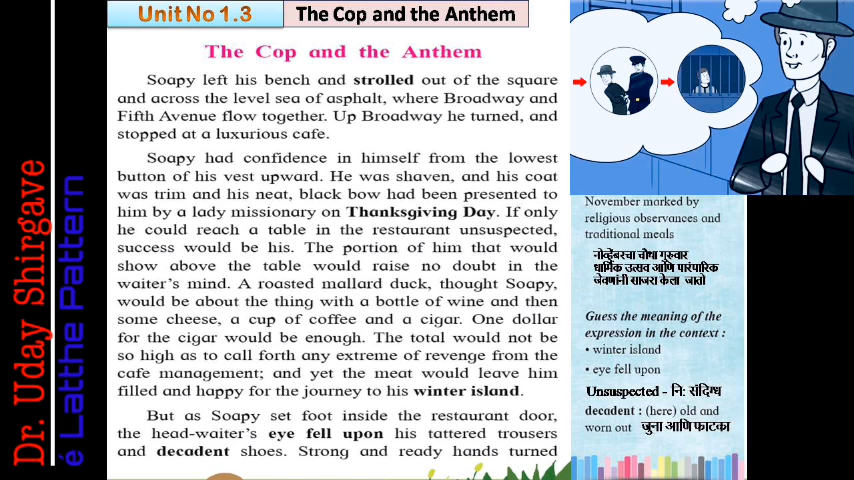 Unit No 1.3
The Cop and the Anthem
The Cop and the Anthem
Soapy left his bench and strolled out of the square
and across the level sea of asphalt, where Broadway and
Fifth Avenue flow together. Up Broadway he turned, and
stopped at a luxurious cafe.
Soapy had confidence in himself from the lowest
button of his vest upward. He was shaven, and his coat
was trim and his neat, black bow had been presented to
him by a lady missionary on Thanksgiving Day. If only
he could reach a table in the restaurant unsuspected,
success would be his. The portion of him that would
show above the table would raise no doubt in the
waiter's mind. A roasted mallard duck, thought Soapy,
would be about the thing with a bottle of wine and then
some cheese, a cup of coffee and a cigar. One dollar
for the cigar would be enough. The total would not be
so high as to call forth any extreme of revenge from the
cafe management; and yet the meat would leave him
filled and happy for the journey to his winter island.
But as Soapy set foot inside the restaurant door,
the head-waiter's eye fell upon his tattered trousers
and decadent shoes. Strong and ready hands turned
November marked by
religious observances and
traditional meals
नोव्हेंबरचा चौथा गुरुवार
धार्मिक उत्सव आणि पारंपारिक
जेवणांनी साजरा केला जातो
Guess the meaning of the
expression in the context :
• winter island
• eye fell upon
Unsuspected - नि: संदिग्ध
decadent : (here) old and
worn out जुना आणि फाटका
Dr. Uday Shirgave
é Latthe Pattern